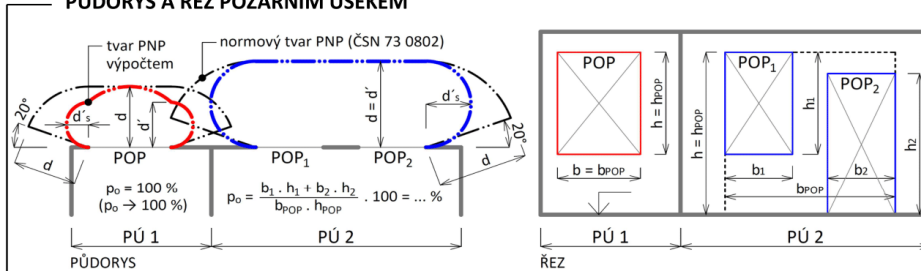 PŮDORYS A ŘEZ POŽÁRNÍM ÚSEKEM
tvar PNP
výpočtem
normový tvar PNP (ČSN 73 0802)
20°
d´s
d
d´
d
d = d´
d´s
20°
d
POP
POP1
POP2
po = 100 %
(po → 100 %)
po = b1 . h1 + b2 . h2 / bPOP . hPOP . 100 = ... %
PÚ 1
PÚ 2
PŮDORYS
POP
h = hPOP
b = bPOP
h = hPOP
POP1
h1
POP2
h2
b1
b2
bPOP
PÚ 1
PÚ 2
ŘEZ